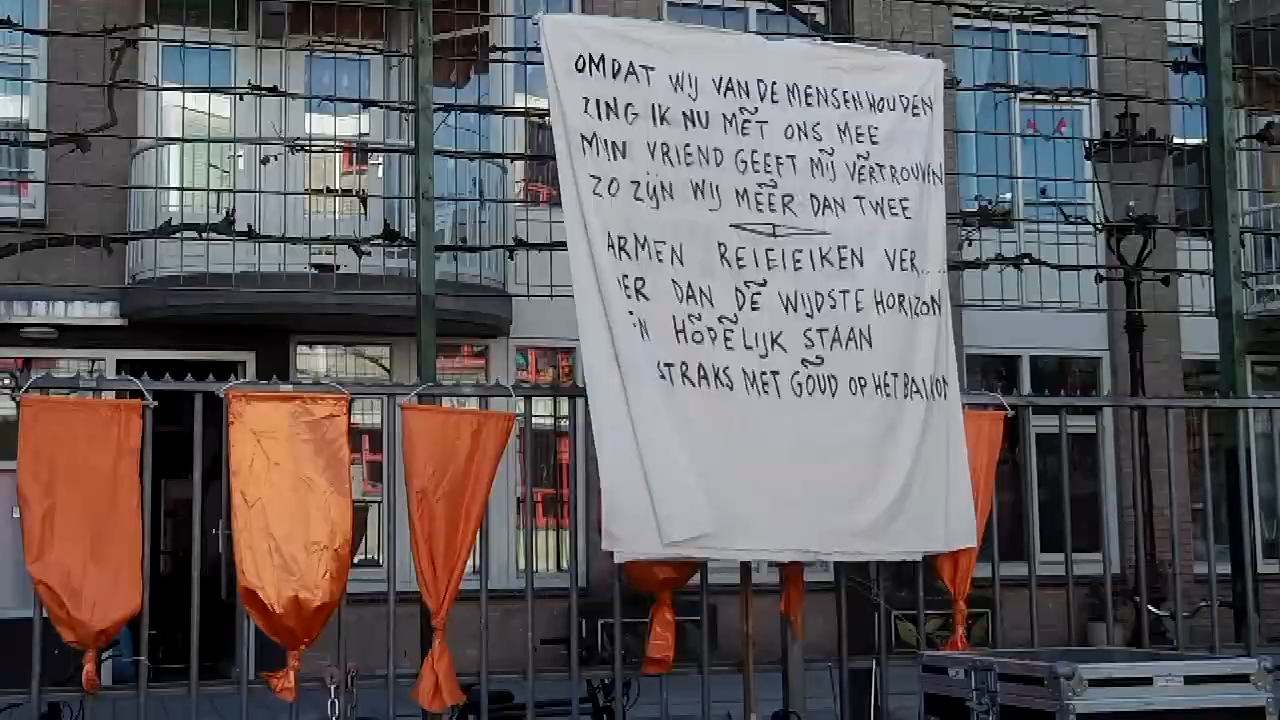 OMDAT WIJ VAN DE MENSEN HOUDEN
ZING IK NU MET ONS MEE
MIJN VRIEND GEEFT MIJ VERTROUWEN
ZO ZIJN WIJ MEER DAN TWEE
ARMEN REIEIEIKEN VER....
IER DAN DE WIJDSTE HORIZON
IN HOPELIJK STAAN
STRAKS MET GOUD OP HET BALKON